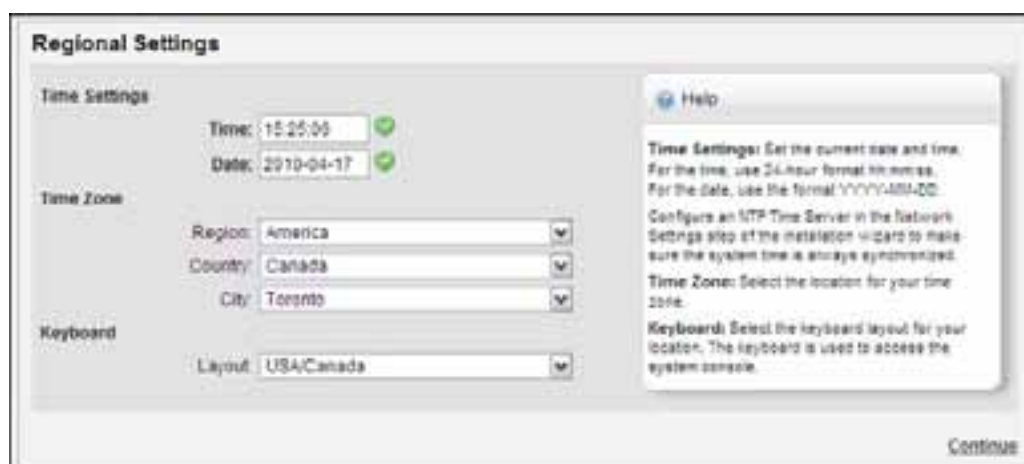 Regional Settings
Time Settings
Time: 15:25:06
Date: 2010-04-17
Time Zone
Region: America
Country: Canada
City: Toronto
Keyboard
Layout: USA/Canada
Help
Time Settings: Set the current date and time.
For the time, use 24-hour format hh:mm:ss.
For the date, use the format YYYY-MM-DD.
Configure an NTP Time Server in the Network
Settings step of the installation wizard to make
sure the system time is always synchronized.
Time Zone: Select the location for your time
zone.
Keyboard: Select the keyboard layout for your
location. The keyboard is used to access the
system console.
Continue